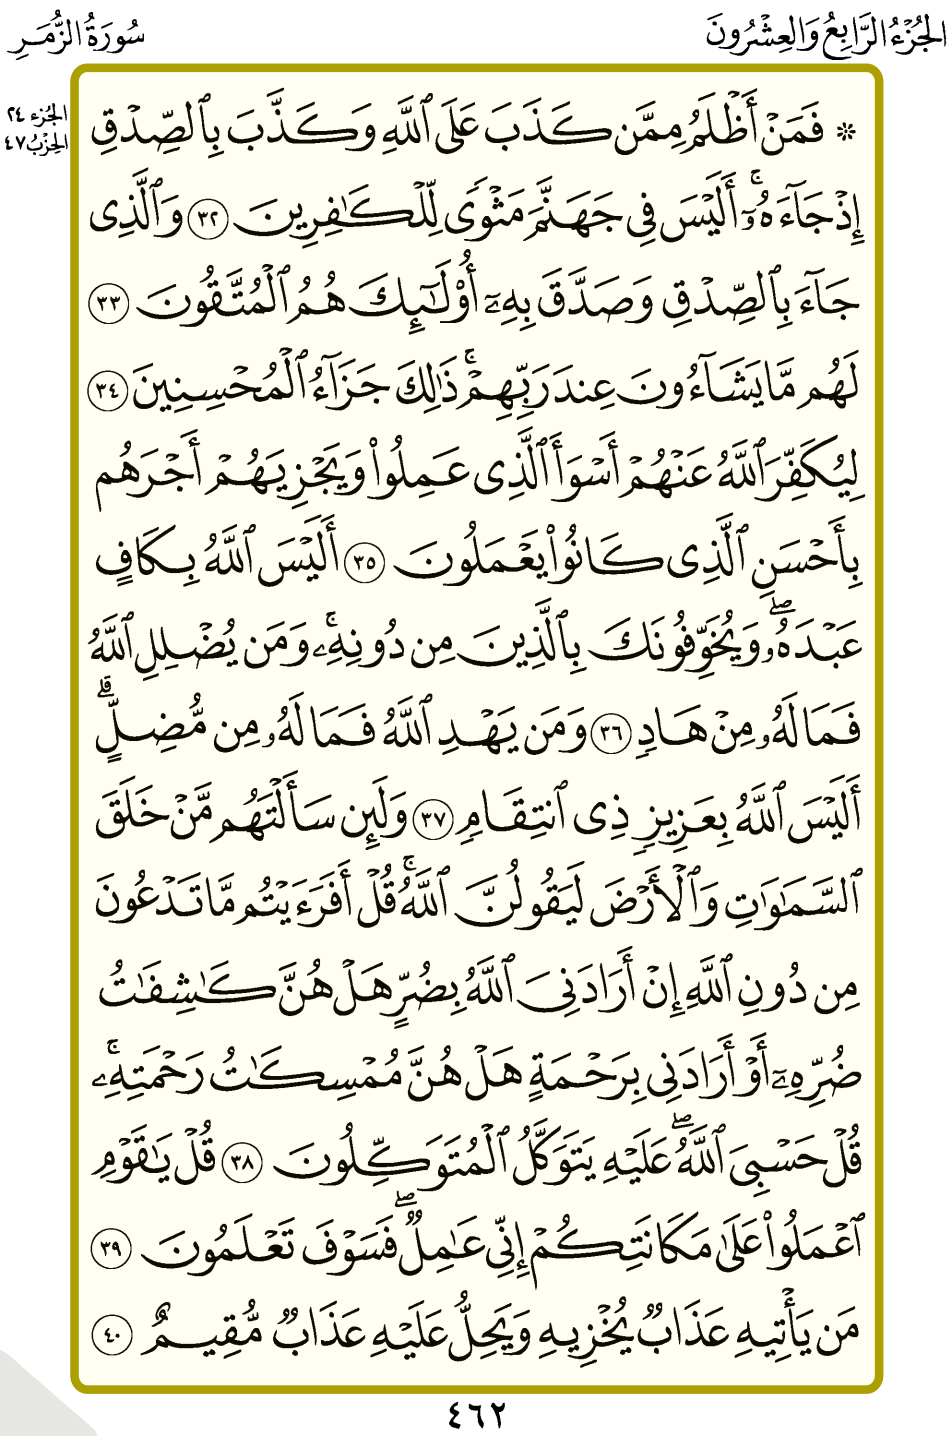 الجُزْءُ الرَّابِعُ وَالعِشْرُونَ
سُورَةُ الزُّمَرِ
الجُزء ٢٤
الحِزْبُ ٤٧
۞ فَمَنْ أَظْلَمُ مِمَّن كَذَبَ عَلَى ٱللَّهِ وَكَذَّبَ بِٱلصِّدْقِ
إِذْ جَآءَهُۥٓۚ أَلَيْسَ فِى جَهَنَّمَ مَثْوًى لِّلْكَـٰفِرِينَ ٣٢ وَٱلَّذِى
جَآءَ بِٱلصِّدْقِ وَصَدَّقَ بِهِۦٓ أُو۟لَـٰٓئِكَ هُمُ ٱلْمُتَّقُونَ ٣٣
لَهُم مَّا يَشَآءُونَ عِندَ رَبِّهِمْۚ ذَٰلِكَ جَزَآءُ ٱلْمُحْسِنِينَ ٣٤
لِيُكَفِّرَ ٱللَّهُ عَنْهُمْ أَسْوَأَ ٱلَّذِى عَمِلُوا۟ وَيَجْزِيَهُمْ أَجْرَهُم
بِأَحْسَنِ ٱلَّذِى كَانُوا۟ يَعْمَلُونَ ٣٥ أَلَيْسَ ٱللَّهُ بِكَافٍ
عَبْدَهُۥۖ وَيُخَوِّفُونَكَ بِٱلَّذِينَ مِن دُونِهِۦۚ وَمَن يُضْلِلِ ٱللَّهُ
فَمَا لَهُۥ مِنْ هَادٍ ٣٦ وَمَن يَهْدِ ٱللَّهُ فَمَا لَهُۥ مِن مُّضِلٍّۗ
أَلَيْسَ ٱللَّهُ بِعَزِيزٍ ذِى ٱنتِقَامٍ ٣٧ وَلَئِن سَأَلْتَهُم مَّنْ خَلَقَ
ٱلسَّمَـٰوَٰتِ وَٱلْأَرْضَ لَيَقُولُنَّ ٱللَّهُۚ قُلْ أَفَرَءَيْتُم مَّا تَدْعُونَ
مِن دُونِ ٱللَّهِ إِنْ أَرَادَنِىَ ٱللَّهُ بِضُرٍّ هَلْ هُنَّ كَـٰشِفَـٰتُ
ضُرِّهِۦٓ أَوْ أَرَادَنِى بِرَحْمَةٍ هَلْ هُنَّ مُمْسِكَـٰتُ رَحْمَتِهِۦۚ
قُلْ حَسْبِىَ ٱللَّهُۖ عَلَيْهِ يَتَوَكَّلُ ٱلْمُتَوَكِّلُونَ ٣٨ قُلْ يَـٰقَوْمِ
ٱعْمَلُوا۟ عَلَىٰ مَكَانَتِكُمْ إِنِّى عَـٰمِلٌۖ فَسَوْفَ تَعْلَمُونَ ٣٩
مَن يَأْتِيهِ عَذَابٌ يُخْزِيهِ وَيَحِلُّ عَلَيْهِ عَذَابٌ مُّقِيمٌ ٤٠
٤٦٢